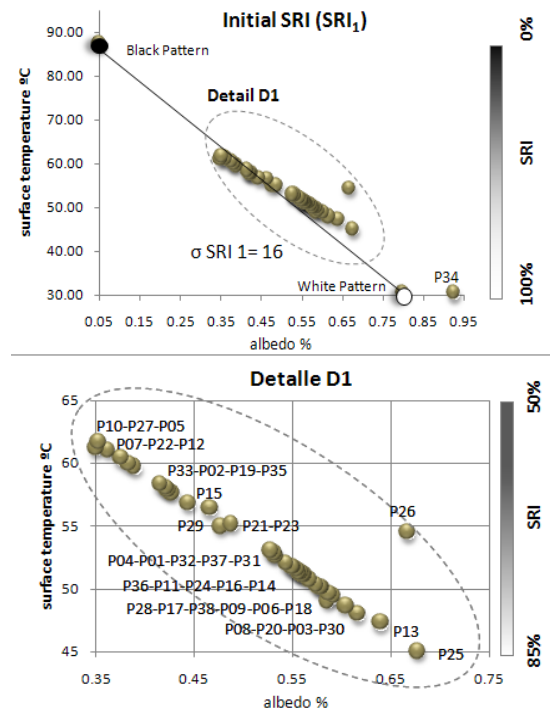 Initial SRI (SRI1)
90.00
80.00
70.00
60.00
50.00
40.00
30.00
surface temperature ºC
Black Pattern
Detail D1
σ SRI 1= 16
White Pattern
P34
0.05
0.15
0.25
0.35
0.45
0.55
0.65
0.75
0.85
0.95
albedo %
0%
SRI
100%
Detalle D1
65
60
55
50
45
surface temperature ºC
P10-P27-P05
P07-P22-P12
P33-P02-P19-P35
P15
P26
P29
P21-P23
P04-P01-P32-P37-P31
P36-P11-P24-P16-P14
P28-P17-P38-P09-P06-P18
P08-P20-P03-P30
P13
P25
0.35
0.45
0.55
0.65
0.75
albedo %
50%
SRI
85%